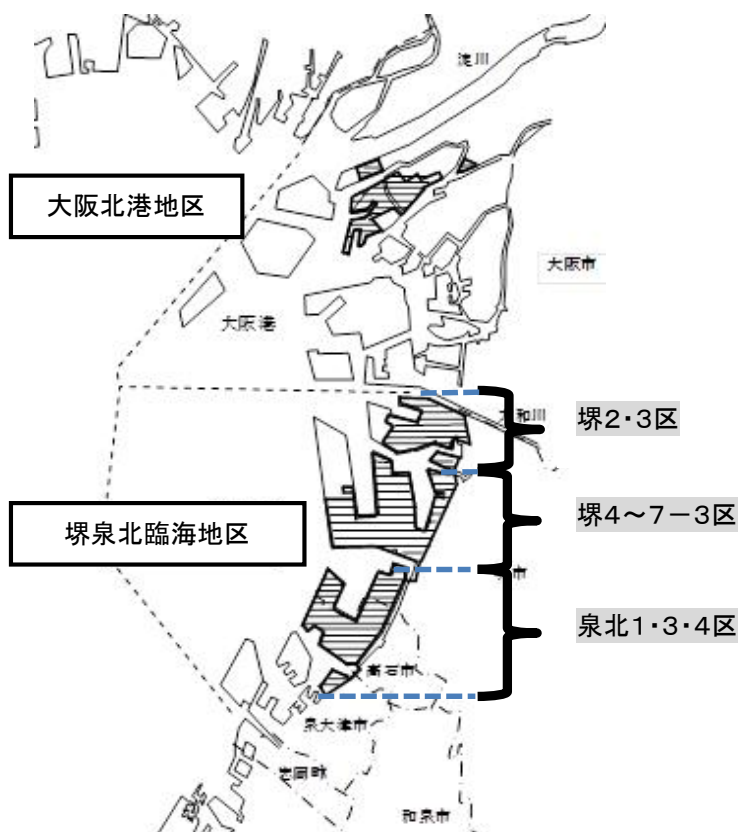 淀川
大阪北港地区
大阪市
大阪港
大和川
堺2・3区
堺4～7－3区
堺泉北臨海地区
市
泉北1・3・4区
高石市
泉大津市
忠岡町
和泉市